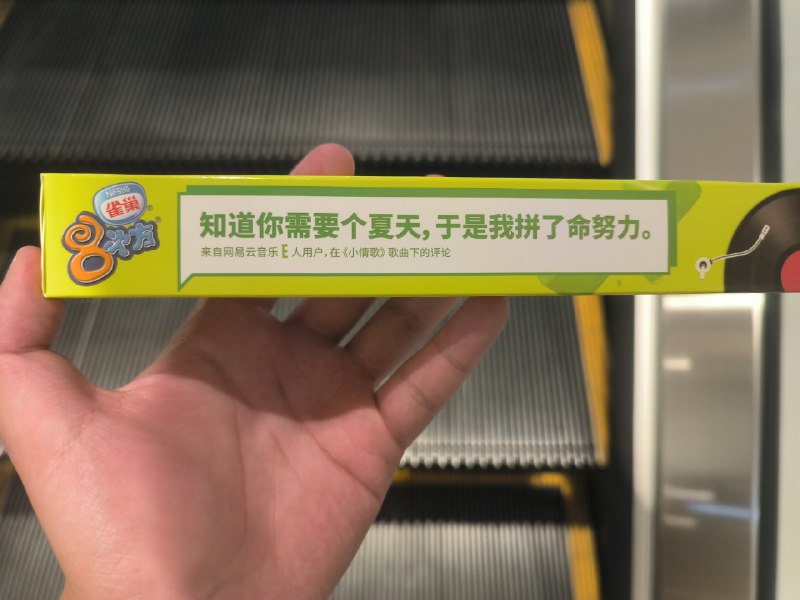 Nestlé
雀巢
8次方
知道你需要个夏天，于是我拼了命努力。
来自网易云音乐 E 人用户，在《小情歌》歌曲下的评论